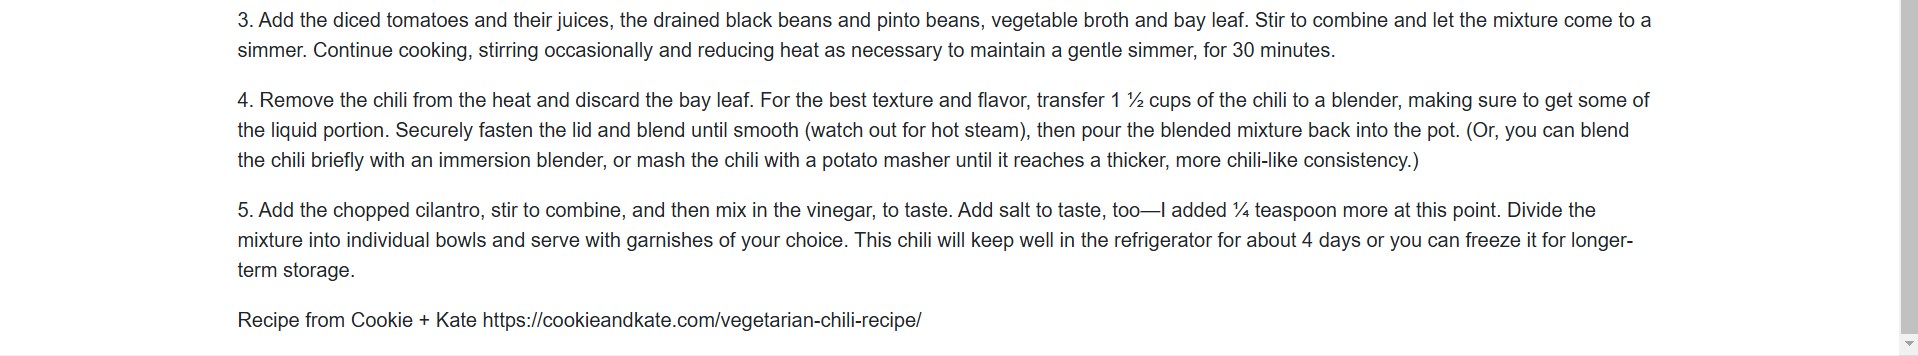 3. Add the diced tomatoes and their juices, the drained black beans and pinto beans, vegetable broth and bay leaf. Stir to combine and let the mixture come to a
simmer. Continue cooking, stirring occasionally and reducing heat as necessary to maintain a gentle simmer, for 30 minutes.
4. Remove the chili from the heat and discard the bay leaf. For the best texture and flavor, transfer 1 ½ cups of the chili to a blender, making sure to get some of
the liquid portion. Securely fasten the lid and blend until smooth (watch out for hot steam), then pour the blended mixture back into the pot. (Or, you can blend
the chili briefly with an immersion blender, or mash the chili with a potato masher until it reaches a thicker, more chili-like consistency.)
5. Add the chopped cilantro, stir to combine, and then mix in the vinegar, to taste. Add salt to taste, too—I added ¼ teaspoon more at this point. Divide the
mixture into individual bowls and serve with garnishes of your choice. This chili will keep well in the refrigerator for about 4 days or you can freeze it for longer-
term storage.
Recipe from Cookie + Kate https://cookieandkate.com/vegetarian-chili-recipe/